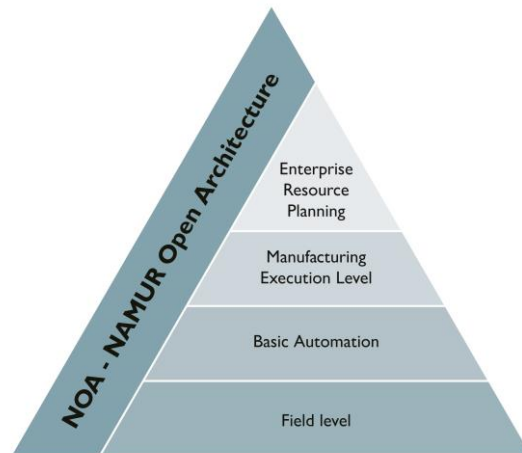 NOA - NAMUR Open Architecture
Enterprise
Resource
Planning
Manufacturing
Execution Level
Basic Automation
Field level